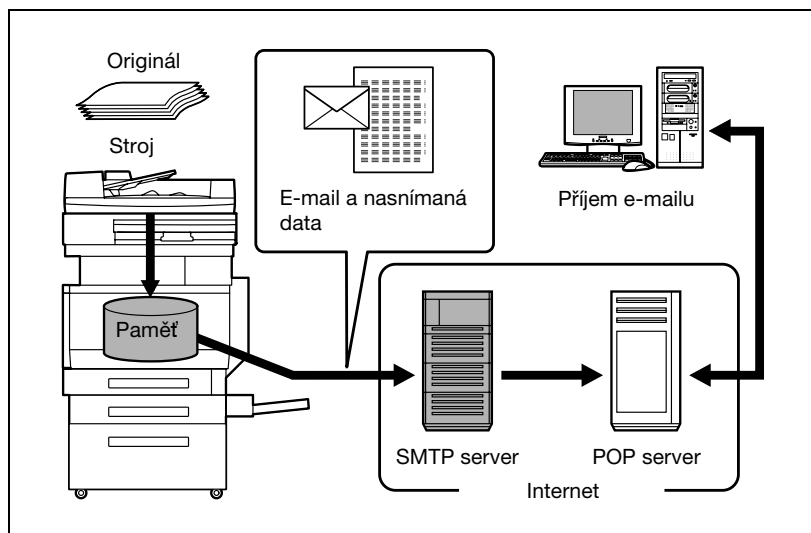 Originál
Stroj
Paměť
E-mail a nasnímaná
data
Příjem e-mailu
SMTP server
POP server
Internet